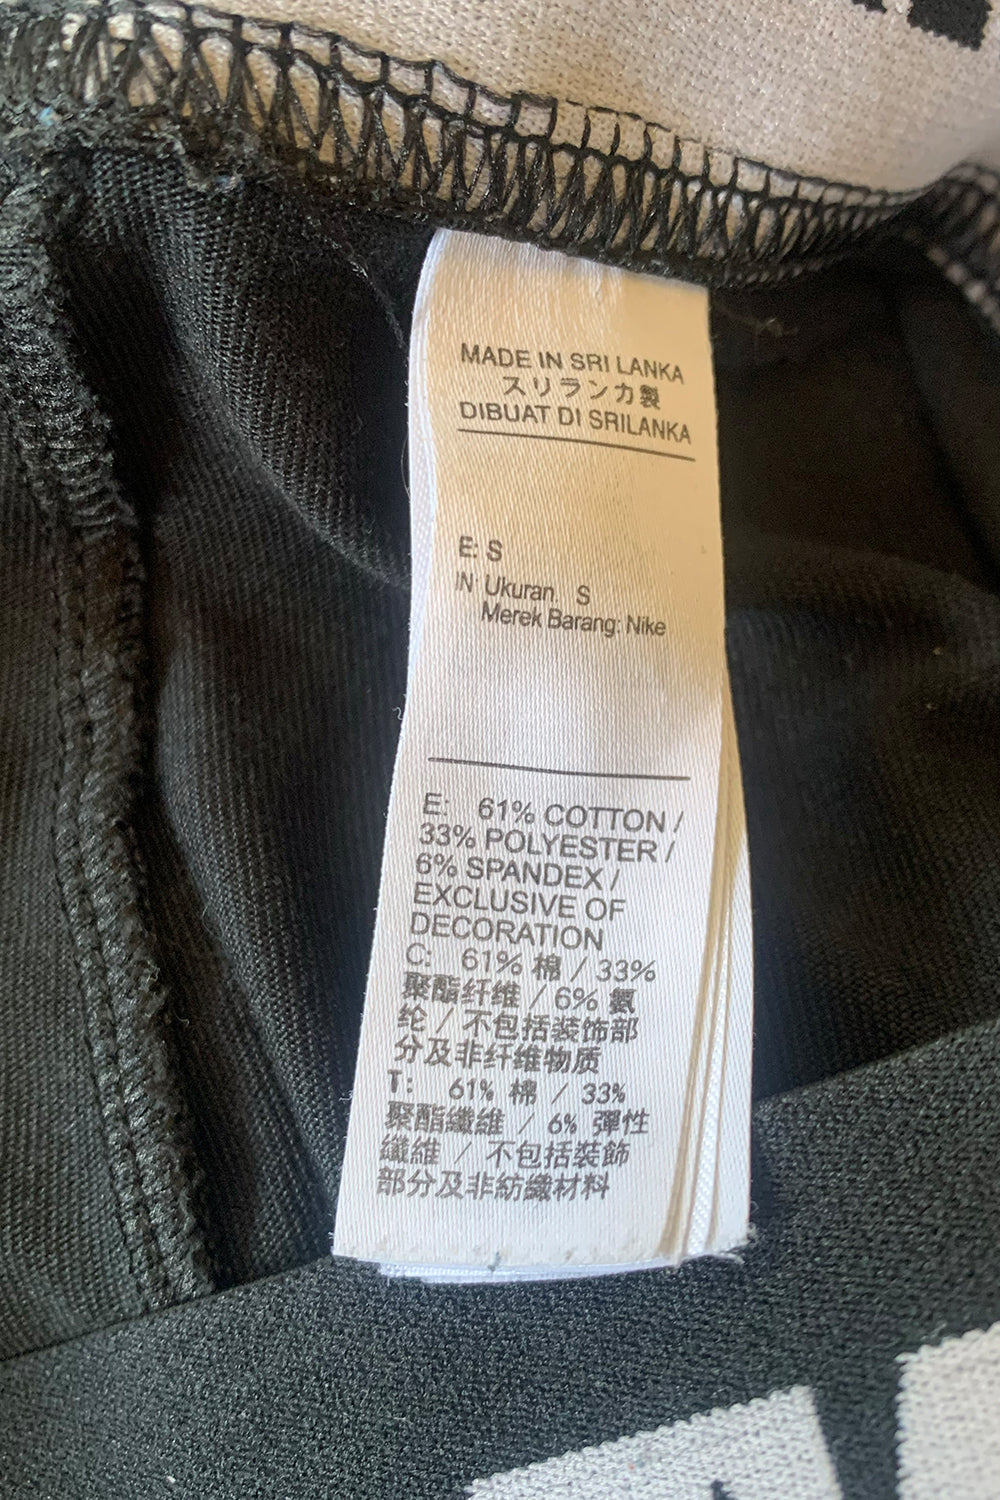 MADE IN SRI LANKA
スリランカ製
DIBUAT DI SRILANKA
E: S
IN: Ukuran. S
Merek Barang: Nike
E: 61% COTTON /
33% POLYESTER /
6% SPANDEX /
EXCLUSIVE OF
DECORATION
C: 61% 棉 / 33%
聚酯纤维 / 6% 氨
纶 / 不包括装饰部
分及非纤维物质
T: 61% 棉 / 33%
聚酯纖維 / 6% 彈性
纖維 / 不包括裝飾
部分及非紡織材料